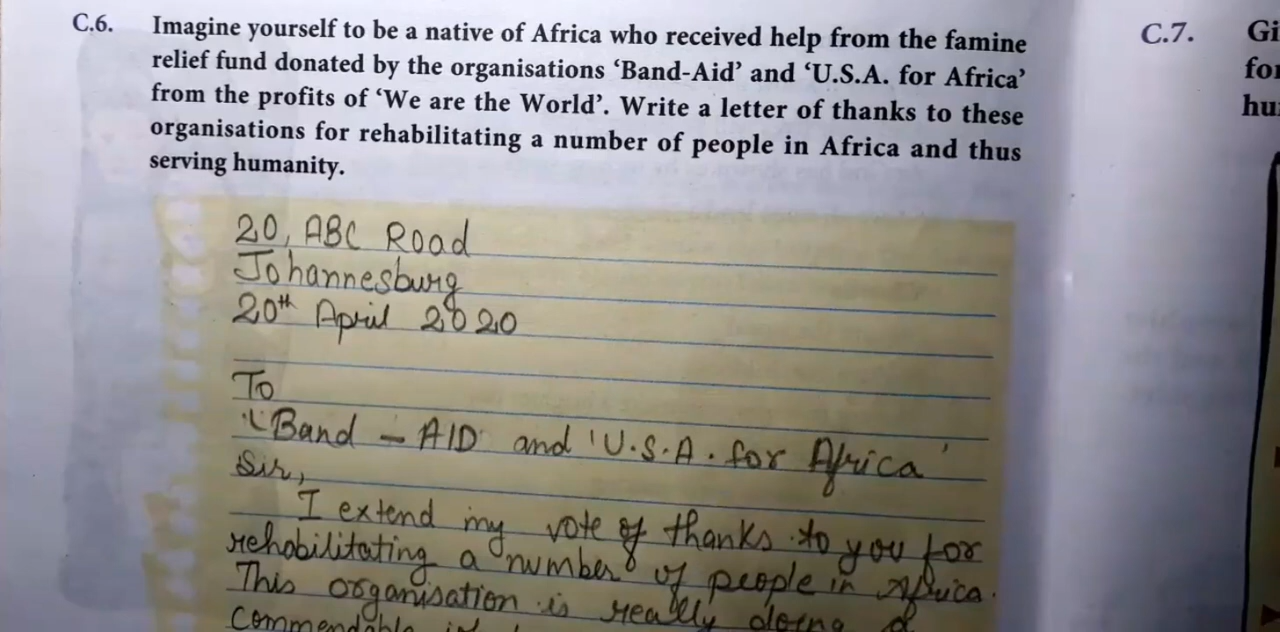 C.6. Imagine yourself to be a native of Africa who received help from the famine
relief fund donated by the organisations ‘Band-Aid’ and ‘U.S.A. for Africa’
from the profits of ‘We are the World’. Write a letter of thanks to these
organisations for rehabilitating a number of people in Africa and thus
serving humanity.
20, ABC Road
Johannesburg
20th April 2020
To
'Band - AID' and 'U.S.A. for Africa'
Sir,
I extend my vote of thanks to you for
rehabilitating a number of people in Africa.
This organisation is really doing a
Commendable
C.7. Gi
for
hu